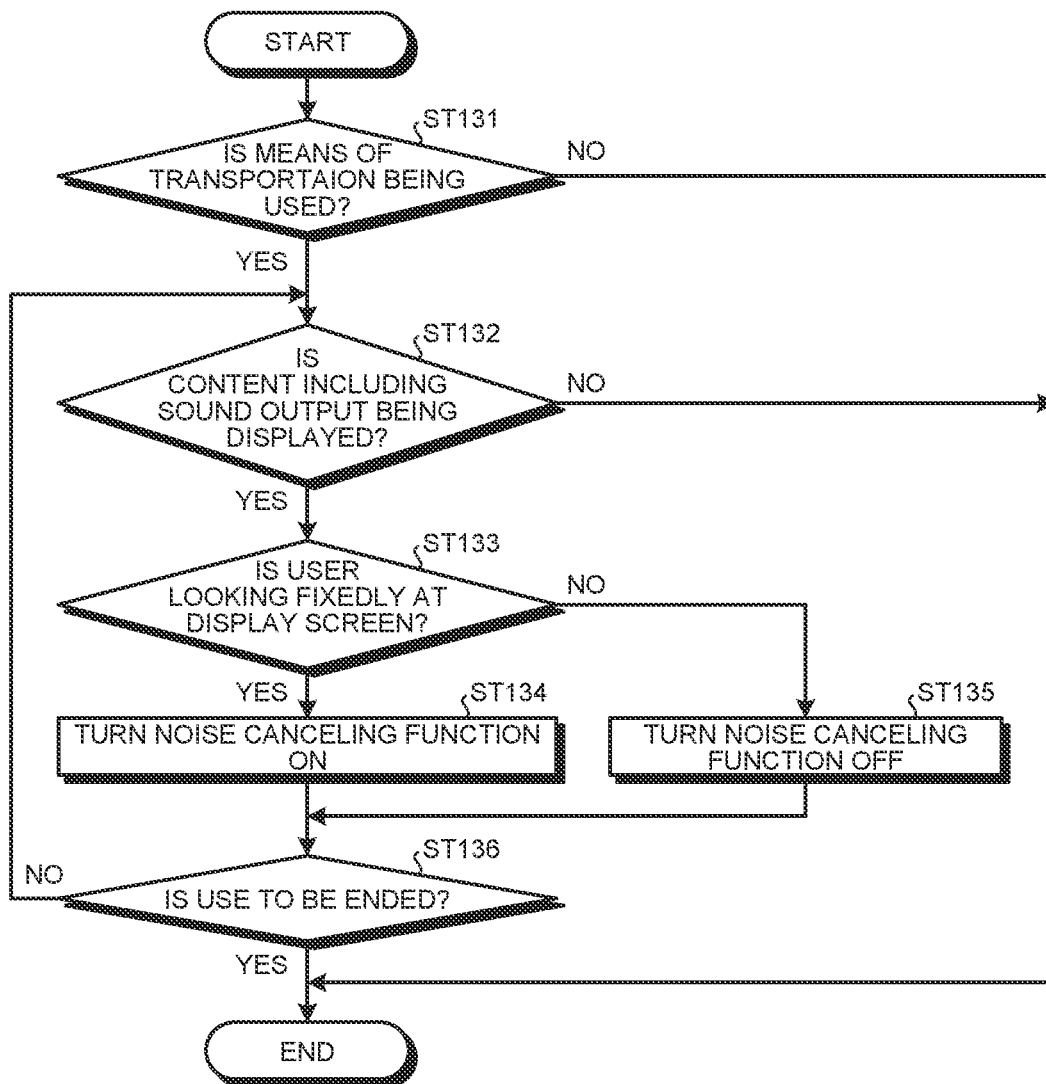 START
ST131
IS MEANS OF
TRANSPORTAION BEING
USED?
NO
YES
ST132
IS
CONTENT INCLUDING
SOUND OUTPUT BEING
DISPLAYED?
NO
YES
ST133
IS USER
LOOKING FIXEDLY AT
DISPLAY SCREEN?
NO
YES
ST134
TURN NOISE CANCELING FUNCTION
ON
ST135
TURN NOISE CANCELING
FUNCTION OFF
ST136
IS USE TO BE ENDED?
NO
YES
END